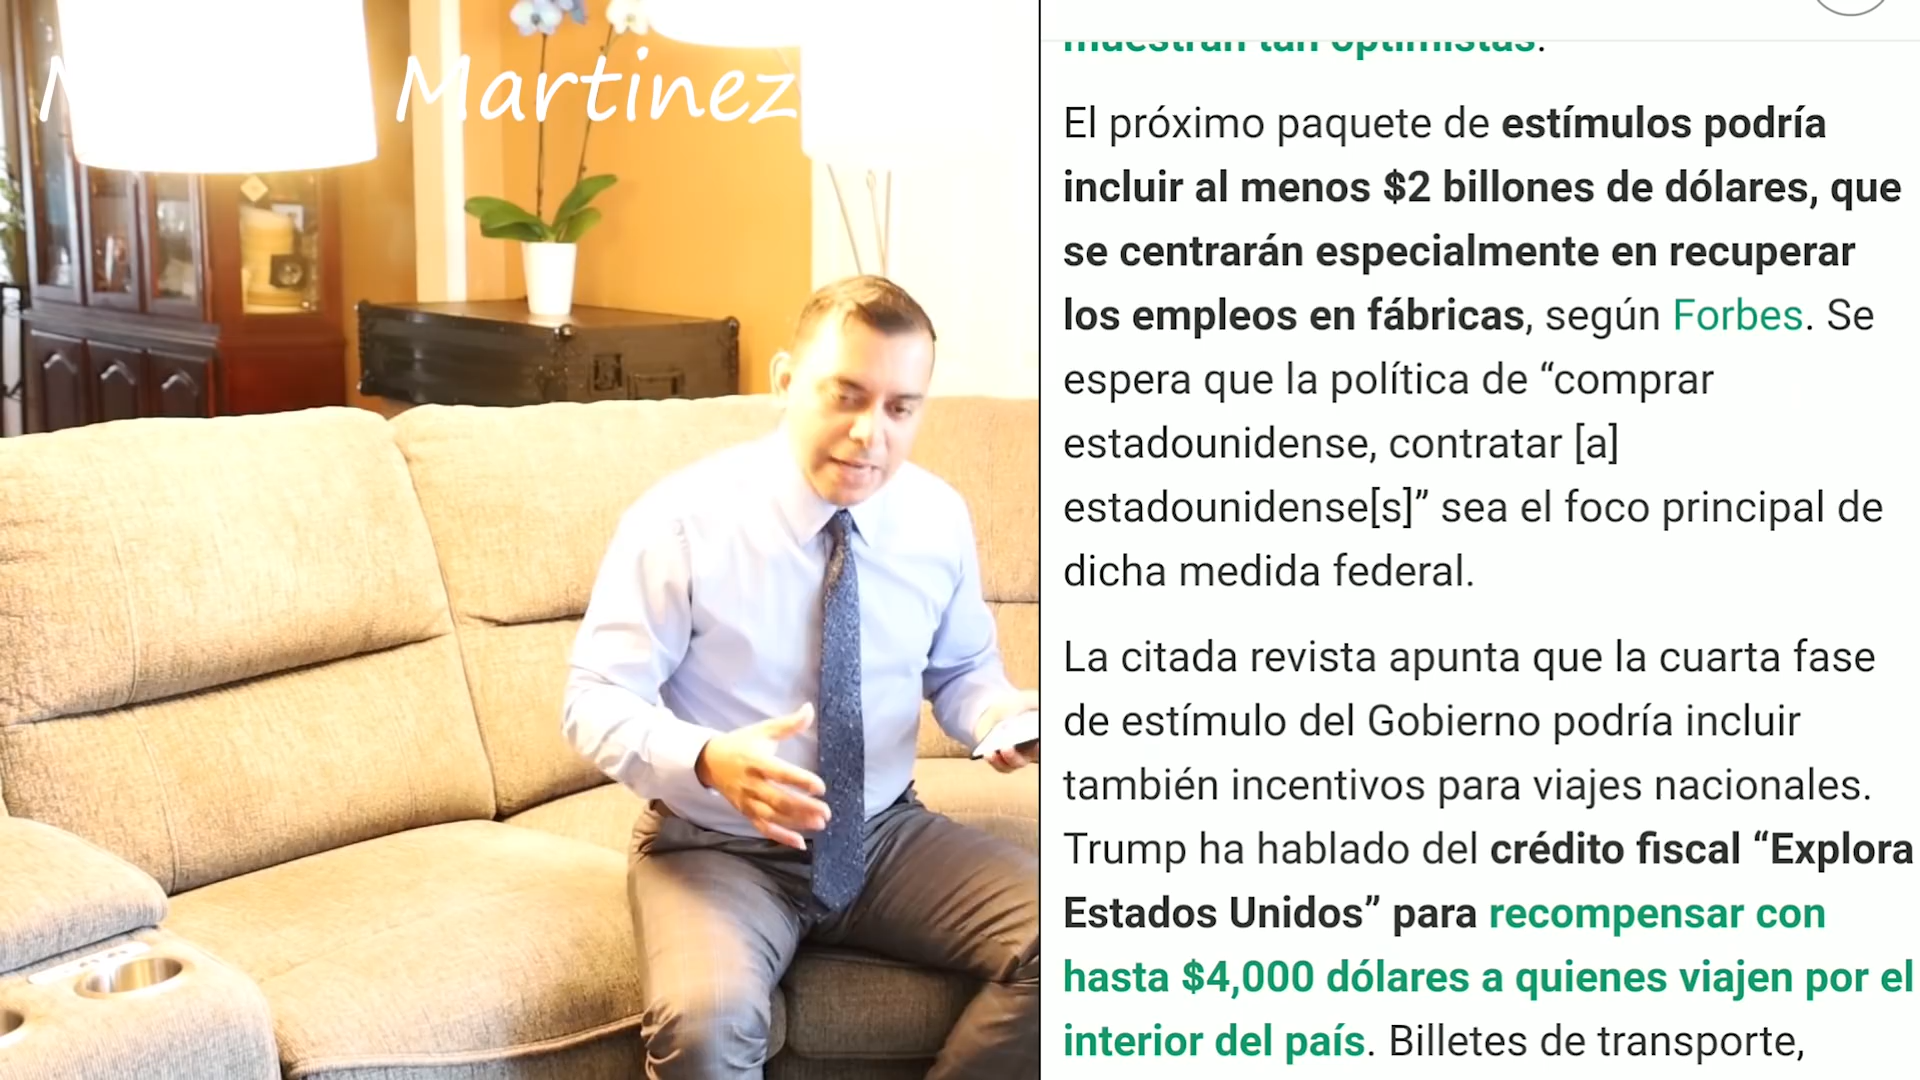 Martinez
muestran tan optimistas.
El próximo paquete de estímulos podría
incluir al menos $2 billones de dólares, que
se centrarán especialmente en recuperar
los empleos en fábricas, según Forbes. Se
espera que la política de “comprar
estadounidense, contratar [a]
estadounidense[s]” sea el foco principal de
dicha medida federal.
La citada revista apunta que la cuarta fase
de estímulo del Gobierno podría incluir
también incentivos para viajes nacionales.
Trump ha hablado del crédito fiscal “Explora
Estados Unidos” para recompensar con
hasta $4,000 dólares a quienes viajen por el
interior del país. Billetes de transporte,